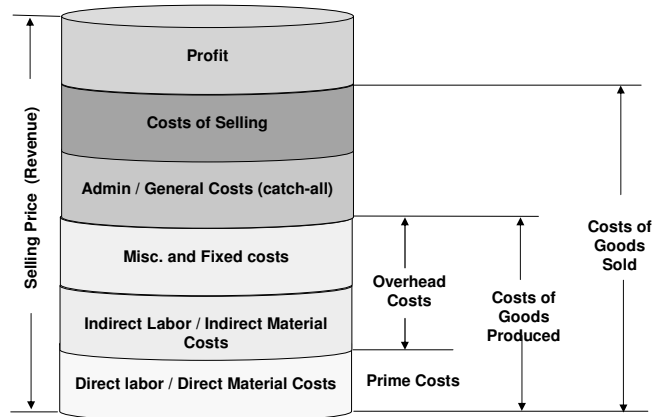 Profit
Costs of Selling
Admin / General Costs (catch-all)
Misc. and Fixed costs
Indirect Labor / Indirect Material
Costs
Direct labor / Direct Material Costs
Selling Price (Revenue)
Overhead
Costs
Prime Costs
Costs of
Goods
Produced
Costs of
Goods
Sold